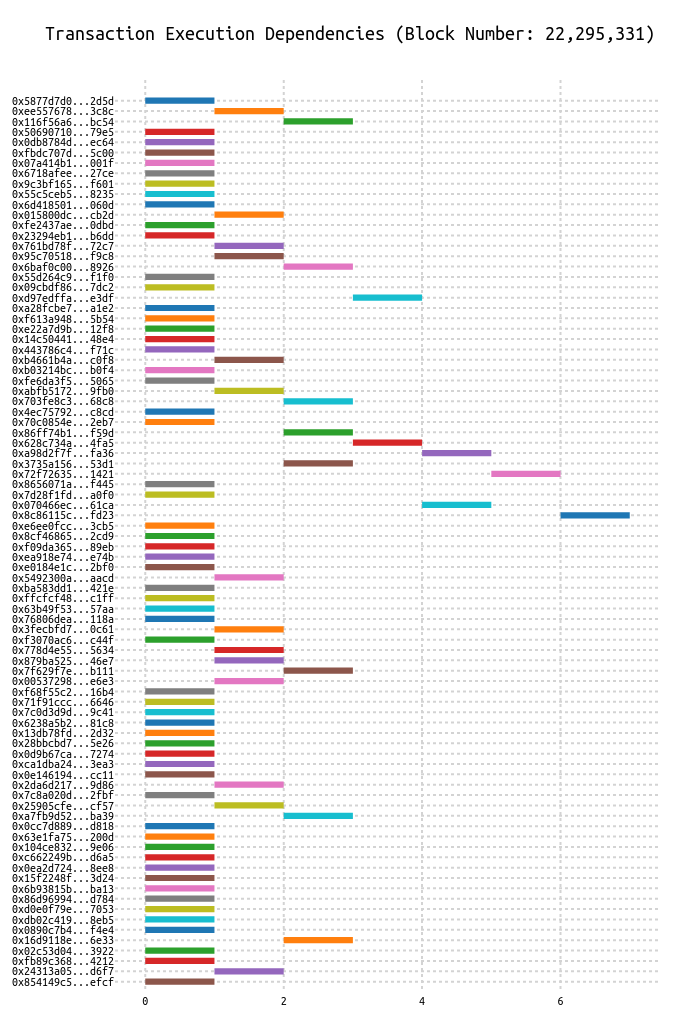 Transaction Execution Dependencies (Block Number: 22,295,331)
0x5877d7d0...2d5d
0xee557678...3c8c
0x116f56a6...bc54
0x50690710...79e5
0x0db8784d...ec64
0xfbdc707d...5c00
0x07a414b1...001f
0x6718afee...27ce
0x9c3bf165...f601
0x55c5ceb5...8235
0x6d418501...060d
0x015800dc...cb2d
0xfe2437ae...0dbd
0x23294eb1...b6dd
0x761bd78f...72c7
0x95c70518...f9c8
0x6baf0c00...8926
0x55d264c9...f1f0
0x09cbdf86...7dc2
0xd97edffa...e3df
0xa28fcbe7...a1e2
0xf613a948...5b54
0xe22a7d9b...12f8
0x14c50441...48e4
0x443786c4...f71c
0xb4661b4a...c0f8
0xb03214bc...b0f4
0xfe6da3f5...5065
0xabfb5172...9fb0
0x703fe8c3...68c8
0x4ec75792...c8cd
0x70c0854e...2eb7
0x86ff74b1...f59d
0x628c734a...4fa5
0xa98d2f7f...fa36
0x3735a156...53d1
0x72f72635...1421
0x8656071a...f445
0x7d28f1fd...a0f0
0x070466ec...61ca
0x8c86115c...fd23
0xe6ee0fcc...3cb5
0x8cf46865...2cd9
0xf09da365...89eb
0xea918e74...e74b
0xe0184e1c...2bf0
0x5492300a...aacd
0xba583dd1...421e
0xffcfcf48...c1ff
0x63b49f53...57aa
0x76806dea...118a
0x3fecbfd7...0c61
0xf3070ac6...c44f
0x778d4e55...5634
0x879ba525...46e7
0x7f629f7e...b111
0x00537298...e6e3
0xf68f55c2...16b4
0x71f91ccc...6646
0x7c0d3d9d...9c41
0x6238a5b2...81c8
0x13db78fd...2d32
0x28bbcbd7...5e26
0x0d9b67ca...7274
0xca1dba24...3ea3
0x0e146194...cc11
0x2da6d217...9d86
0x7c8a020d...2fbf
0x25905cfe...cf57
0xa7fb9d52...ba39
0x0cc7d889...d818
0x63e1fa75...200d
0x104ce832...9e06
0xc662249b...d6a5
0x0ea2d724...8ee8
0x15f2248f...3d24
0x6b93815b...ba13
0x86d96994...d784
0xd0e0f79e...7053
0xdb02c419...8eb5
0x0890c7b4...f4e4
0x16d9118e...6e33
0x02c53d04...3922
0xfb89c368...4212
0x24313a05...d6f7
0x854149c5...efcf
0 2 4 6